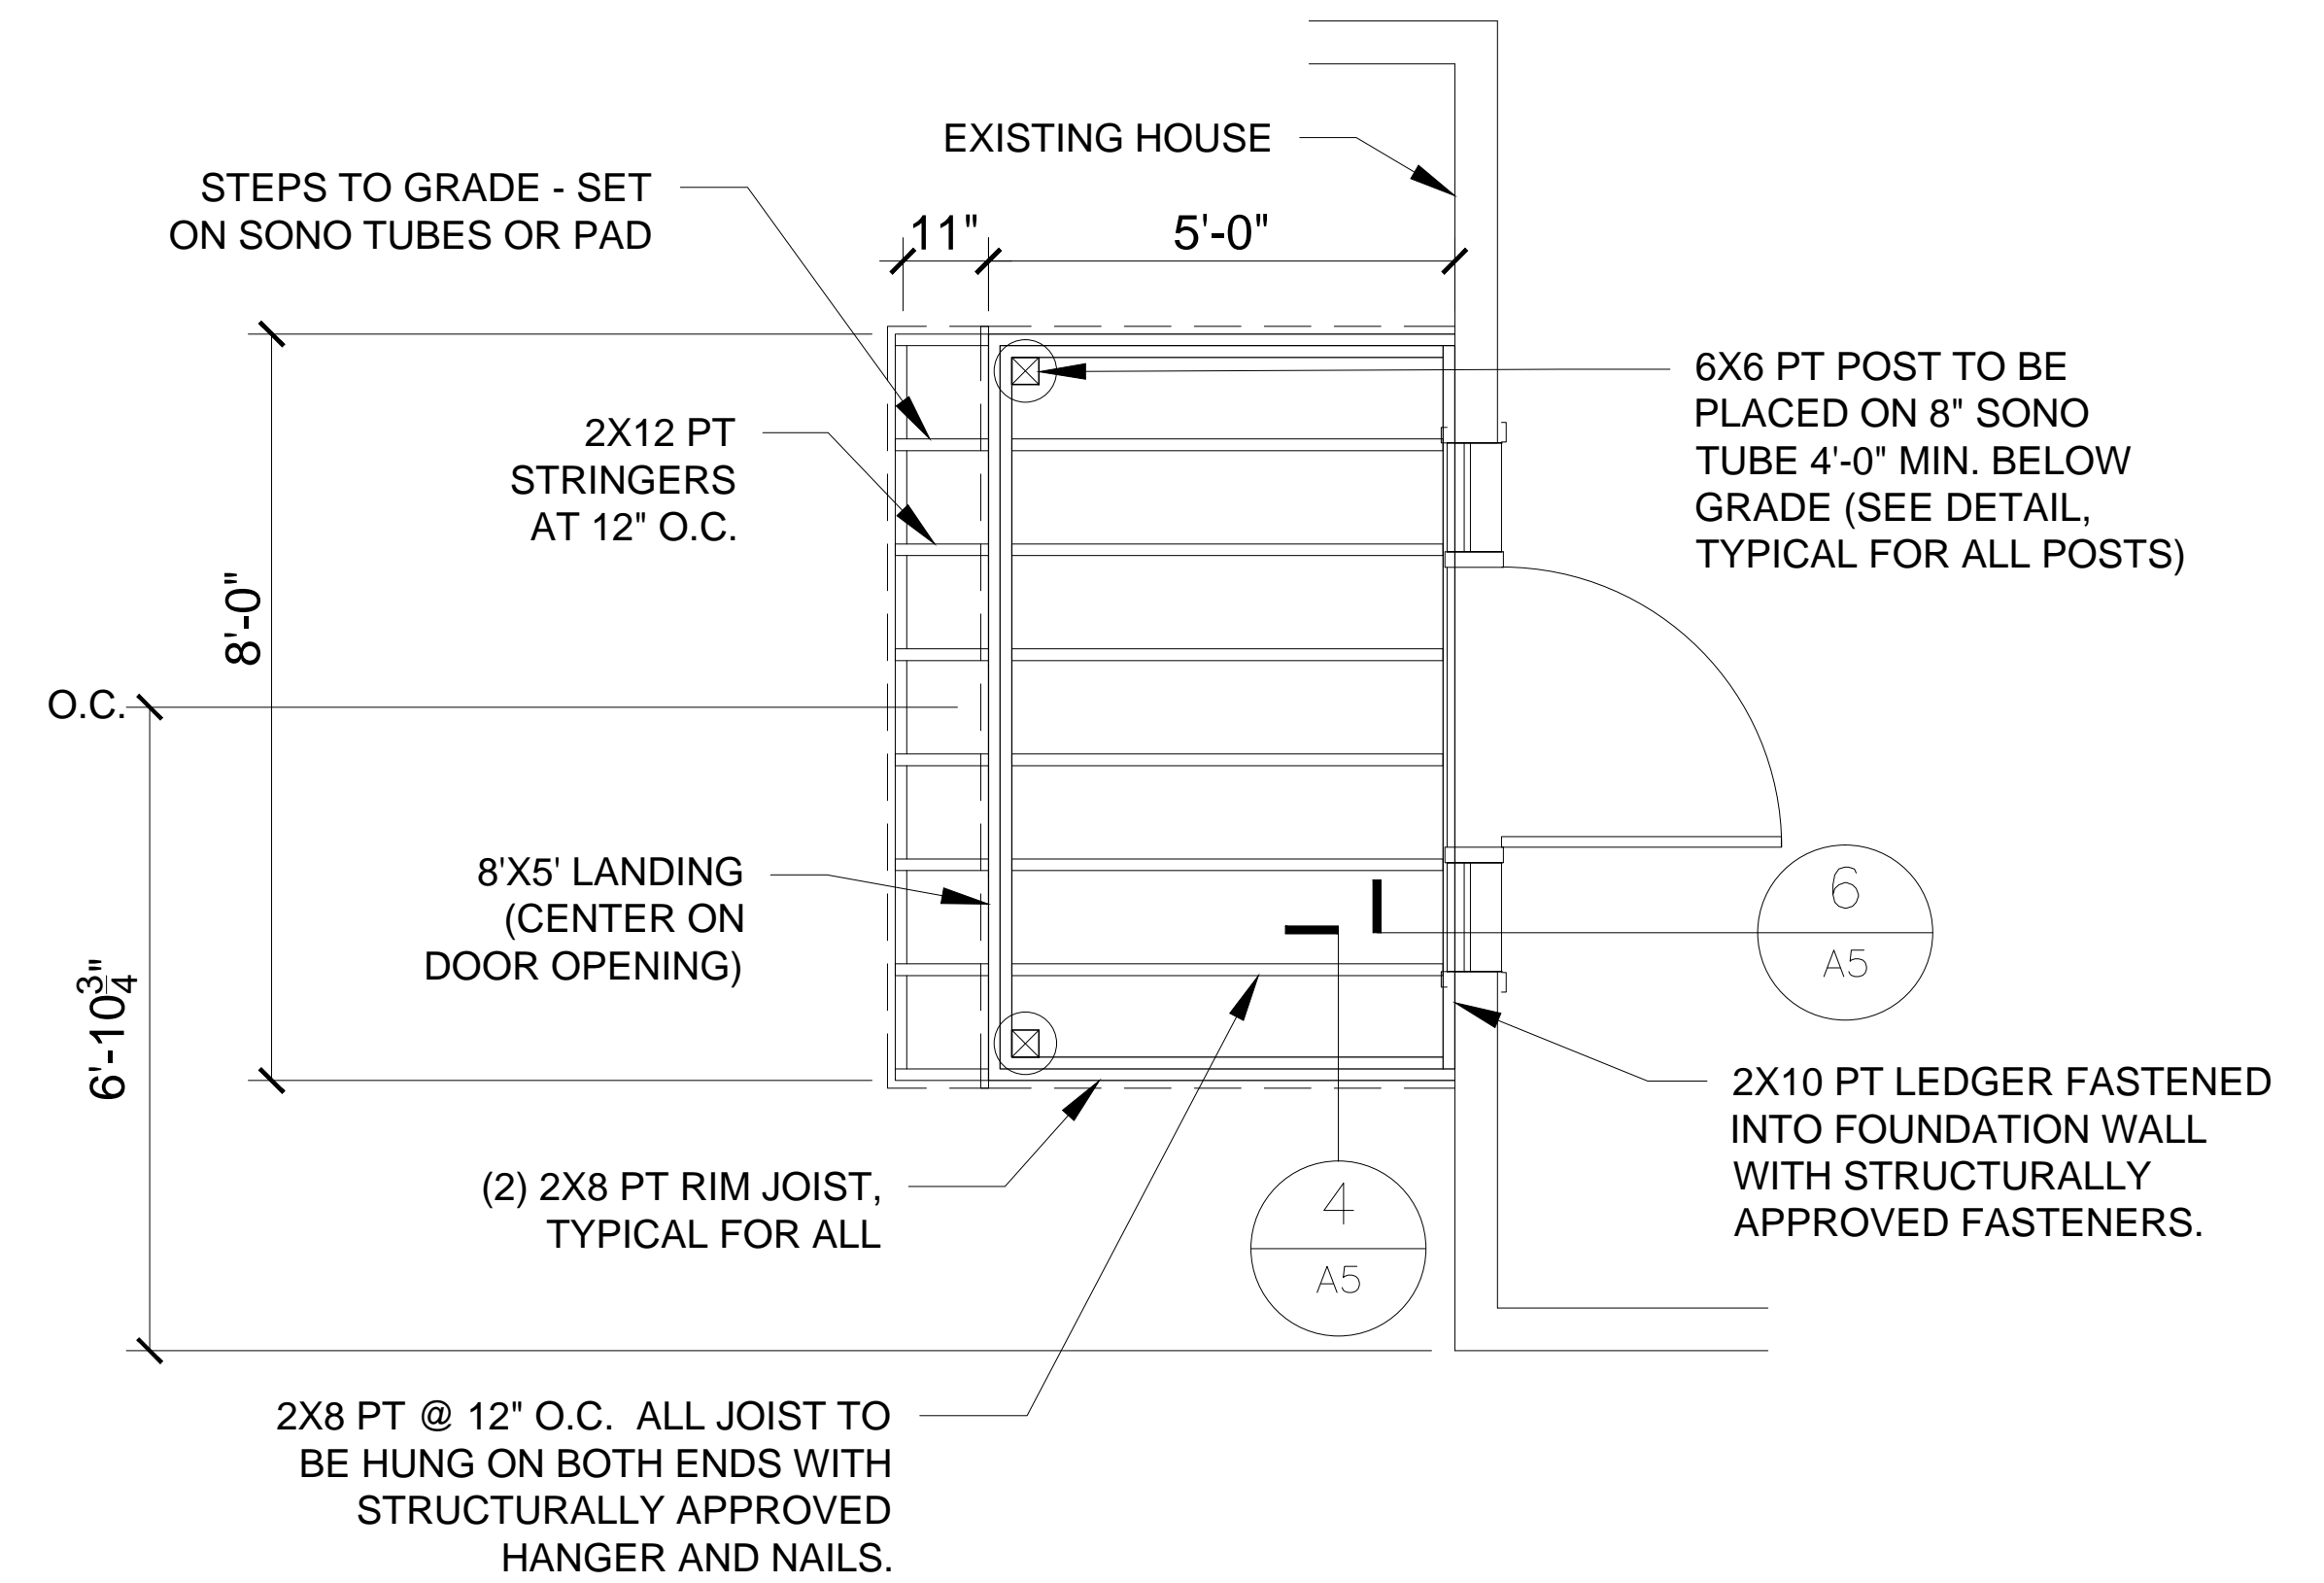 EXISTING HOUSE
STEPS TO GRADE - SET
ON SONO TUBES OR PAD
11"
5'-0"
6X6 PT POST TO BE
PLACED ON 8" SONO
TUBE 4'-0" MIN. BELOW
GRADE (SEE DETAIL,
TYPICAL FOR ALL POSTS)
2X12 PT
STRINGERS
AT 12" O.C.
8'-0"
O.C.
8'X5' LANDING
(CENTER ON
DOOR OPENING)
6
A5
6'-10 3/4"
2X10 PT LEDGER FASTENED
INTO FOUNDATION WALL
WITH STRUCTURALLY
APPROVED FASTENERS.
(2) 2X8 PT RIM JOIST,
TYPICAL FOR ALL
4
A5
2X8 PT @ 12" O.C.  ALL JOIST TO
BE HUNG ON BOTH ENDS WITH
STRUCTURALLY APPROVED
HANGER AND NAILS.